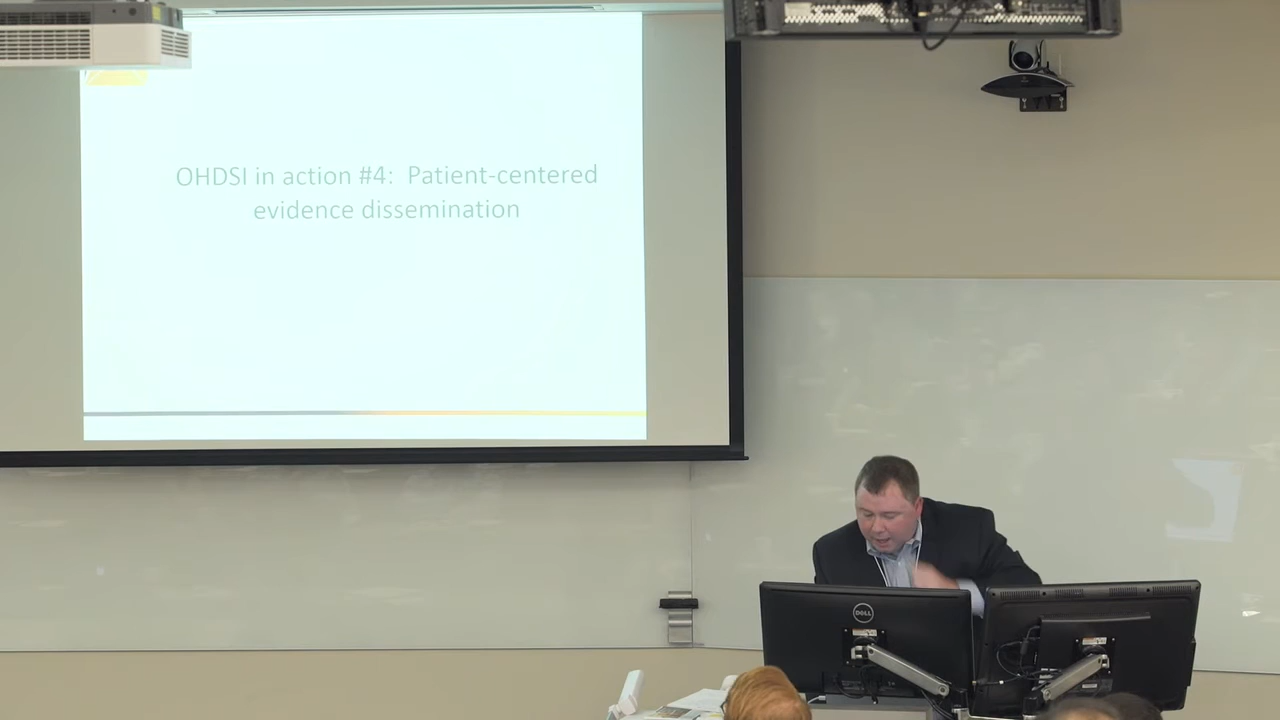 OHDSI in action #4:  Patient-centered
evidence dissemination
DELL